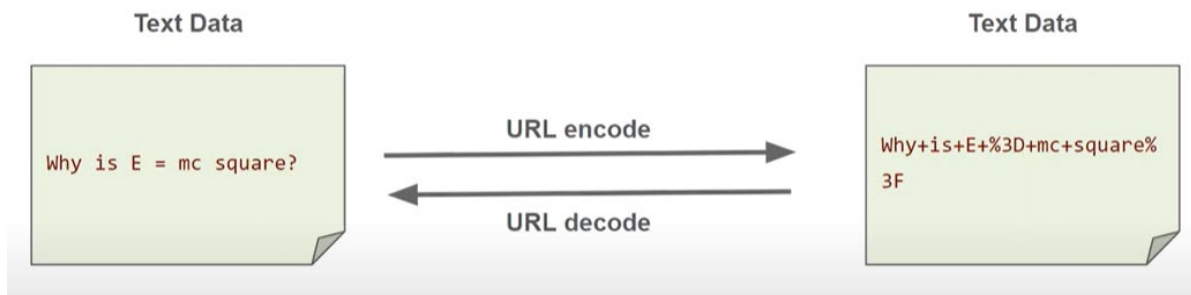 Text Data
Text Data
Why is E = mc square?
URL encode
URL decode
Why+is+E+%3D+mc+square%
3F